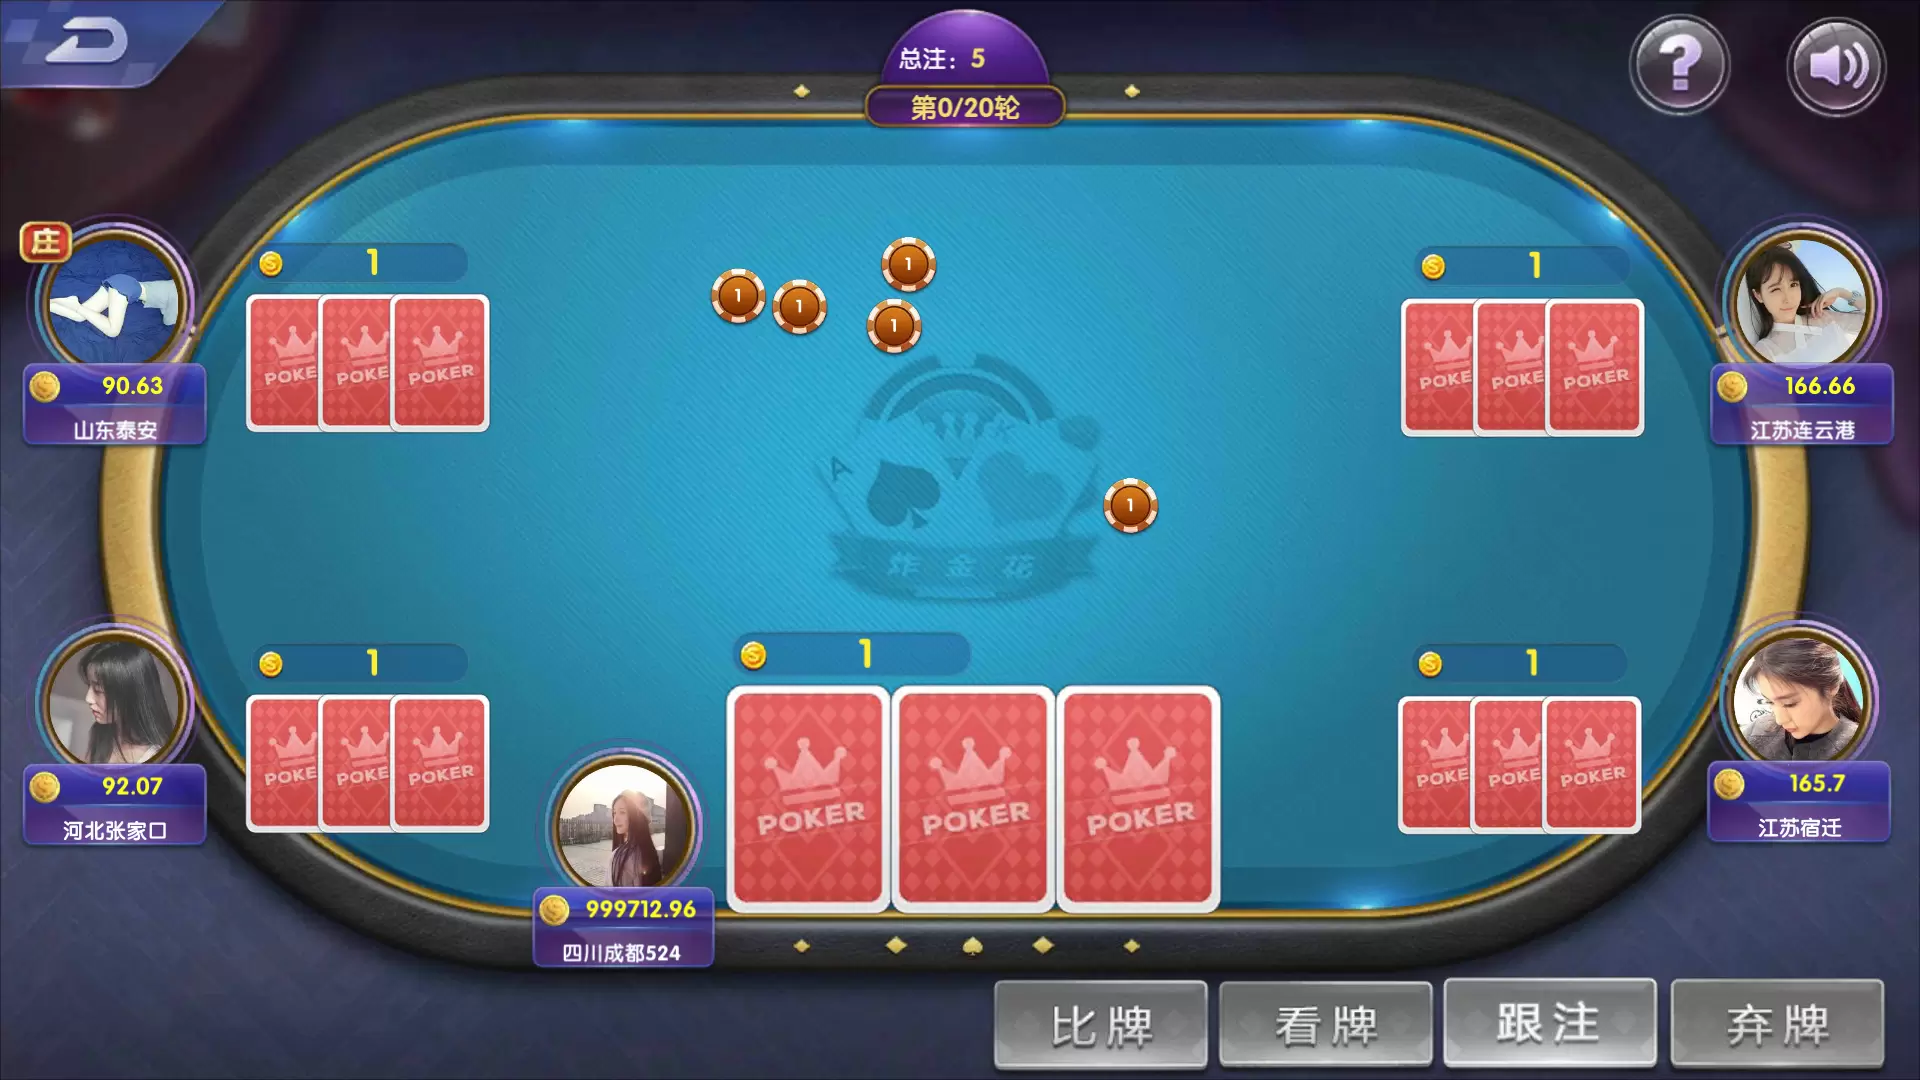 总注：5
第0/20轮
庄
1
1
1
1
1
1
90.63
山东泰安
POKE
POKE
POKER
166.66
江苏连云港
POKE
POKE
POKER
A
K
1
炸金花
1
1
1
92.07
河北张家口
POKE
POKE
POKER
999712.96
四川成都524
POKER
POKER
POKER
1
165.7
江苏宿迁
POKE
POKE
POKER
比牌
看牌
跟注
弃牌